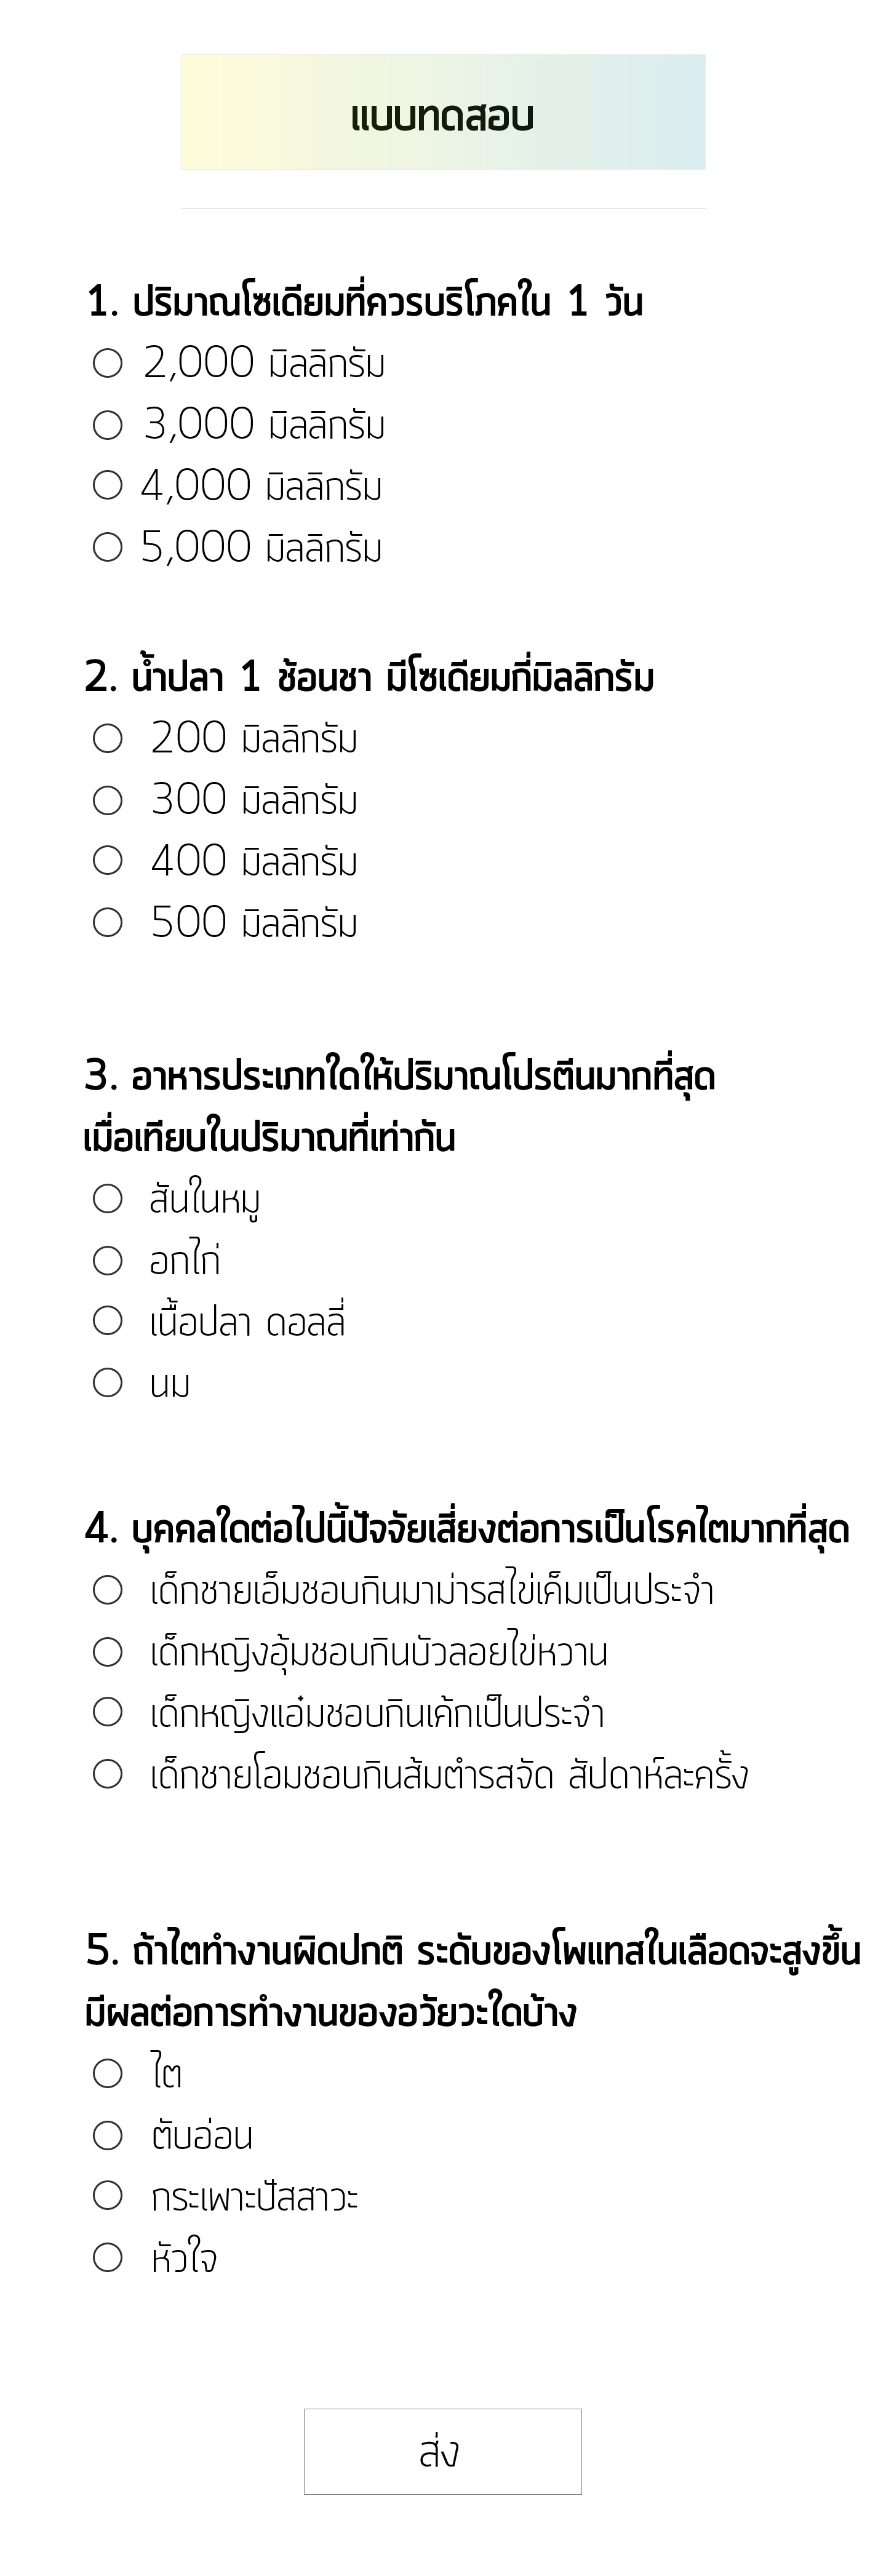 แบบทดสอบ
1. ปริมาณโซเดียมที่ควรบริโภคใน 1 วัน
2,000 มิลลิกรัม
3,000 มิลลิกรัม
4,000 มิลลิกรัม
5,000 มิลลิกรัม
2. น้ำปลา 1 ช้อนชา มีโซเดียมกี่มิลลิกรัม
200 มิลลิกรัม
300 มิลลิกรัม
400 มิลลิกรัม
500 มิลลิกรัม
3. อาหารประเภทใดให้ปริมาณโปรตีนมากที่สุด
เมื่อเทียบในปริมาณที่เท่ากัน
สันในหมู
อกไก่
เนื้อปลา ดอลลี่
นม
4. บุคคลใดต่อไปนี้ปัจจัยเสี่ยงต่อการเป็นโรคไตมากที่สุด
เด็กชายเอ็มชอบกินมาม่ารสไข่เค็มเป็นประจำ
เด็กหญิงอุ้มชอบกินบัวลอยไข่หวาน
เด็กหญิงแอ๋มชอบกินเค้กเป็นประจำ
เด็กชายโอมชอบกินส้มตำรสจัด สัปดาห์ละครั้ง
5. ถ้าไตทำงานผิดปกติ ระดับของโพแทสในเลือดจะสูงขึ้น
มีผลต่อการทำงานของอวัยวะใดบ้าง
ไต
ตับอ่อน
กระเพาะปัสสาวะ
หัวใจ
ส่ง